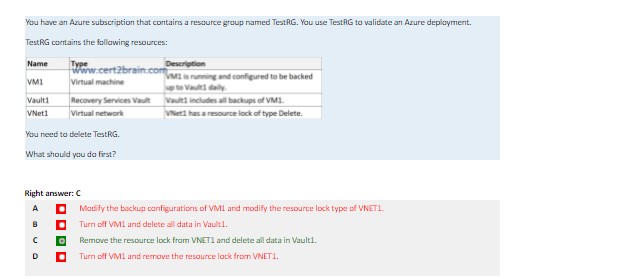 You have an Azure subscription that contains a resource group named TestRG. You use TestRG to validate an Azure deployment.
TestRG contains the following resources:
Name Type Description
www.cert2brain.com
VM1 Virtual machine VM1 is running and configured to be backed
up to Vault1 daily.
Vault1 Recovery Services Vault Vault1 includes all backups of VM1.
VNet1 Virtual network VNet1 has a resource lock of type Delete.
You need to delete TestRG.
What should you do first?
Right answer: C
A Modify the backup configurations of VM1 and modify the resource lock type of VNET1.
B Turn off VM1 and delete all data in Vault1.
C Remove the resource lock from VNET1 and delete all data in Vault1.
D Turn off VM1 and remove the resource lock from VNET1.